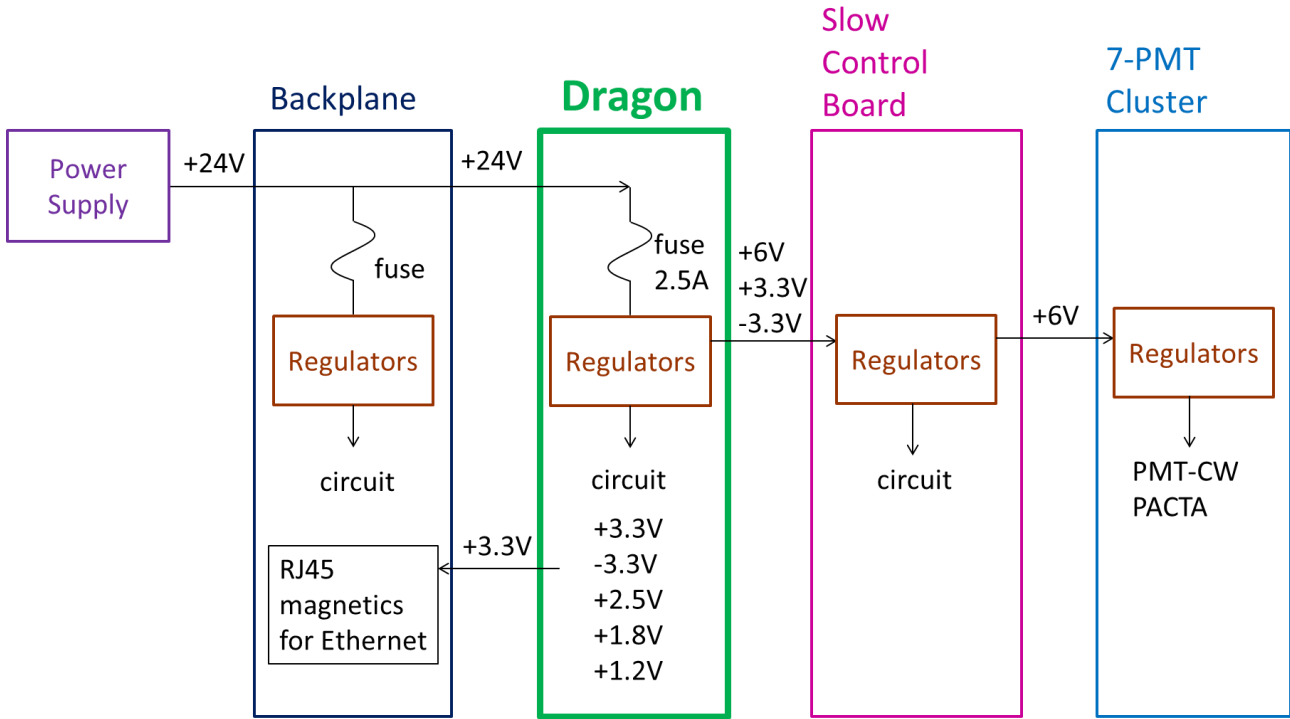 Slow
Control
Board
7-PMT
Cluster
Backplane
Dragon
Power
Supply
+24V
+24V
fuse
fuse
2.5A
+6V
+3.3V
-3.3V
+6V
Regulators
Regulators
Regulators
Regulators
circuit
circuit
circuit
PMT-CW
PACTA
+3.3V
-3.3V
+2.5V
+1.8V
+1.2V
+3.3V
RJ45
magnetics
for Ethernet